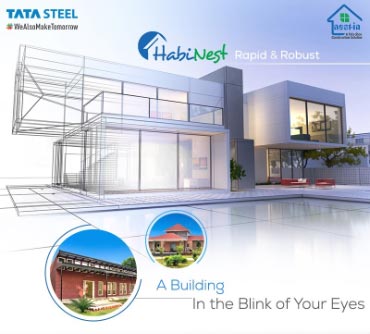 TATA STEEL
#WeAlsoMakeTomorrow
HabiNest Rapid & Robust
A Building
In the Blink of Your Eyes